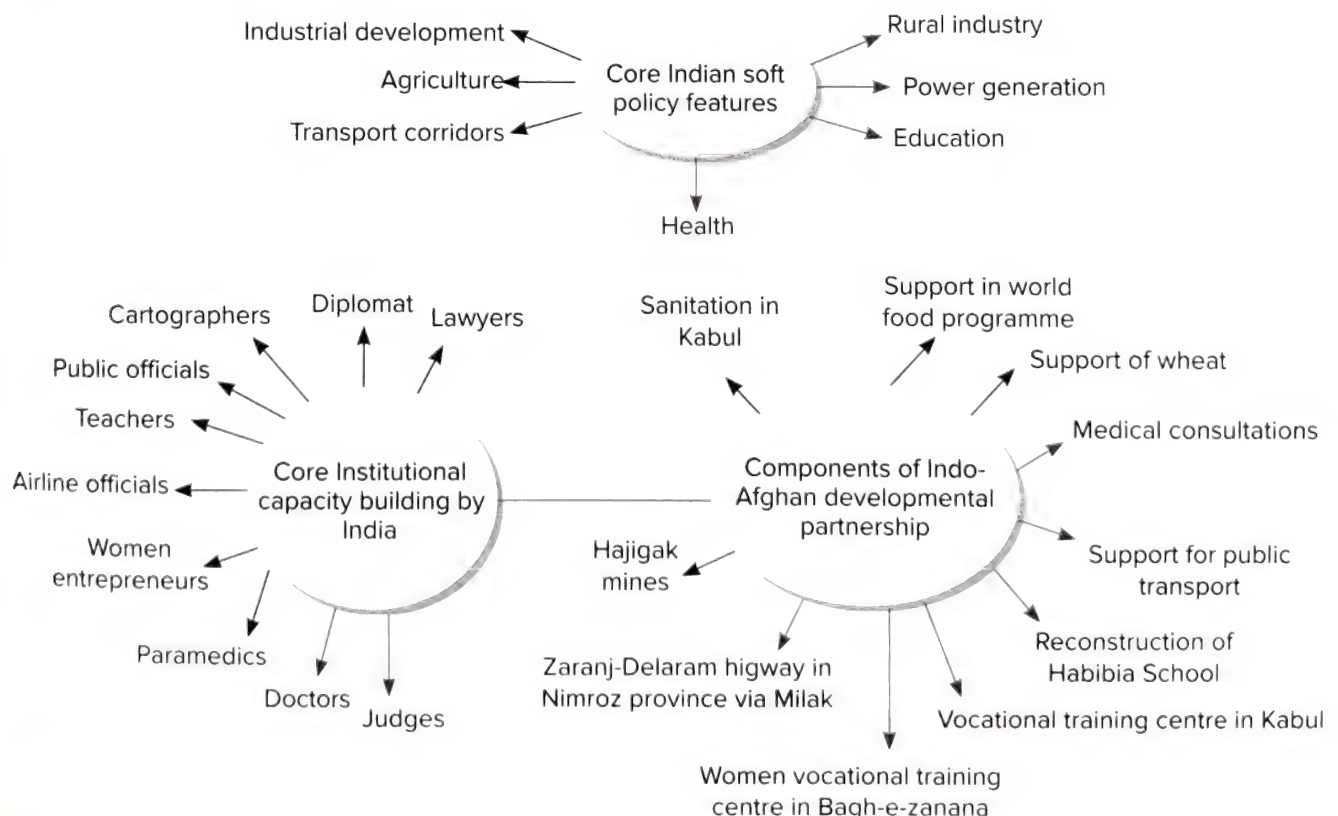 Industrial development
Agriculture
Transport corridors
Core Indian soft
policy features
Rural industry
Power generation
Education
Health
Cartographers
Diplomat
Lawyers
Public officials
Teachers
Airline officials
Women
entrepreneurs
Paramedics
Doctors
Judges
Core Institutional
capacity building by
India
Sanitation in
Kabul
Support in world
food programme
Support of wheat
Medical consultations
Components of Indo-
Afghan developmental
partnership
Support for public
transport
Hajigak
mines
Reconstruction of
Habibia School
Zaranj-Delaram higway in
Nimroz province via Milak
Vocational training centre in Kabul
Women vocational training
centre in Bagh-e-zanana